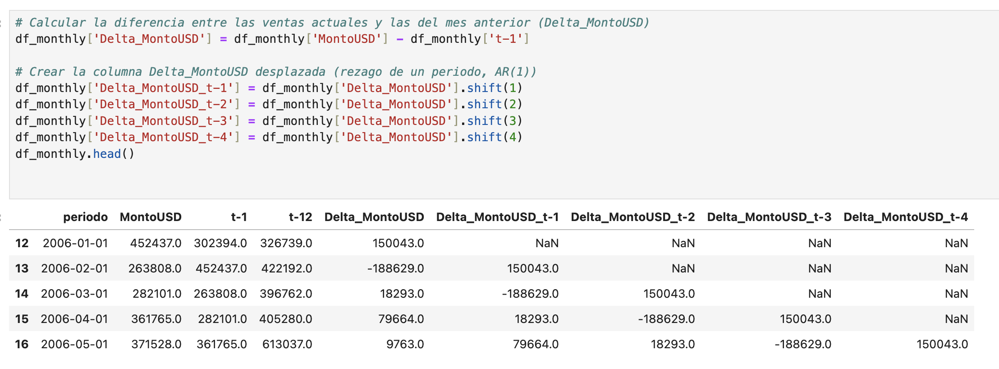 # Calcular la diferencia entre las ventas actuales y las del mes anterior (Delta_MontoUSD)
df_monthly['Delta_MontoUSD'] = df_monthly['MontoUSD'] - df_monthly['t-1']
# Crear la columna Delta_MontoUSD desplazada (rezago de un periodo, AR(1))
df_monthly['Delta_MontoUSD_t-1'] = df_monthly['Delta_MontoUSD'].shift(1)
df_monthly['Delta_MontoUSD_t-2'] = df_monthly['Delta_MontoUSD'].shift(2)
df_monthly['Delta_MontoUSD_t-3'] = df_monthly['Delta_MontoUSD'].shift(3)
df_monthly['Delta_MontoUSD_t-4'] = df_monthly['Delta_MontoUSD'].shift(4)
df_monthly.head()
periodo MontoUSD t-1 t-12 Delta_MontoUSD Delta_MontoUSD_t-1 Delta_MontoUSD_t-2 Delta_MontoUSD_t-3 Delta_MontoUSD_t-4
12 2006-01-01 452437.0 302394.0 326739.0 150043.0 NaN NaN NaN NaN
13 2006-02-01 263808.0 452437.0 422192.0 -188629.0 150043.0 NaN NaN NaN
14 2006-03-01 282101.0 263808.0 396762.0 18293.0 -188629.0 150043.0 NaN NaN
15 2006-04-01 361765.0 282101.0 405280.0 79664.0 18293.0 -188629.0 150043.0 NaN
16 2006-05-01 371528.0 361765.0 613037.0 9763.0 79664.0 18293.0 -188629.0 150043.0